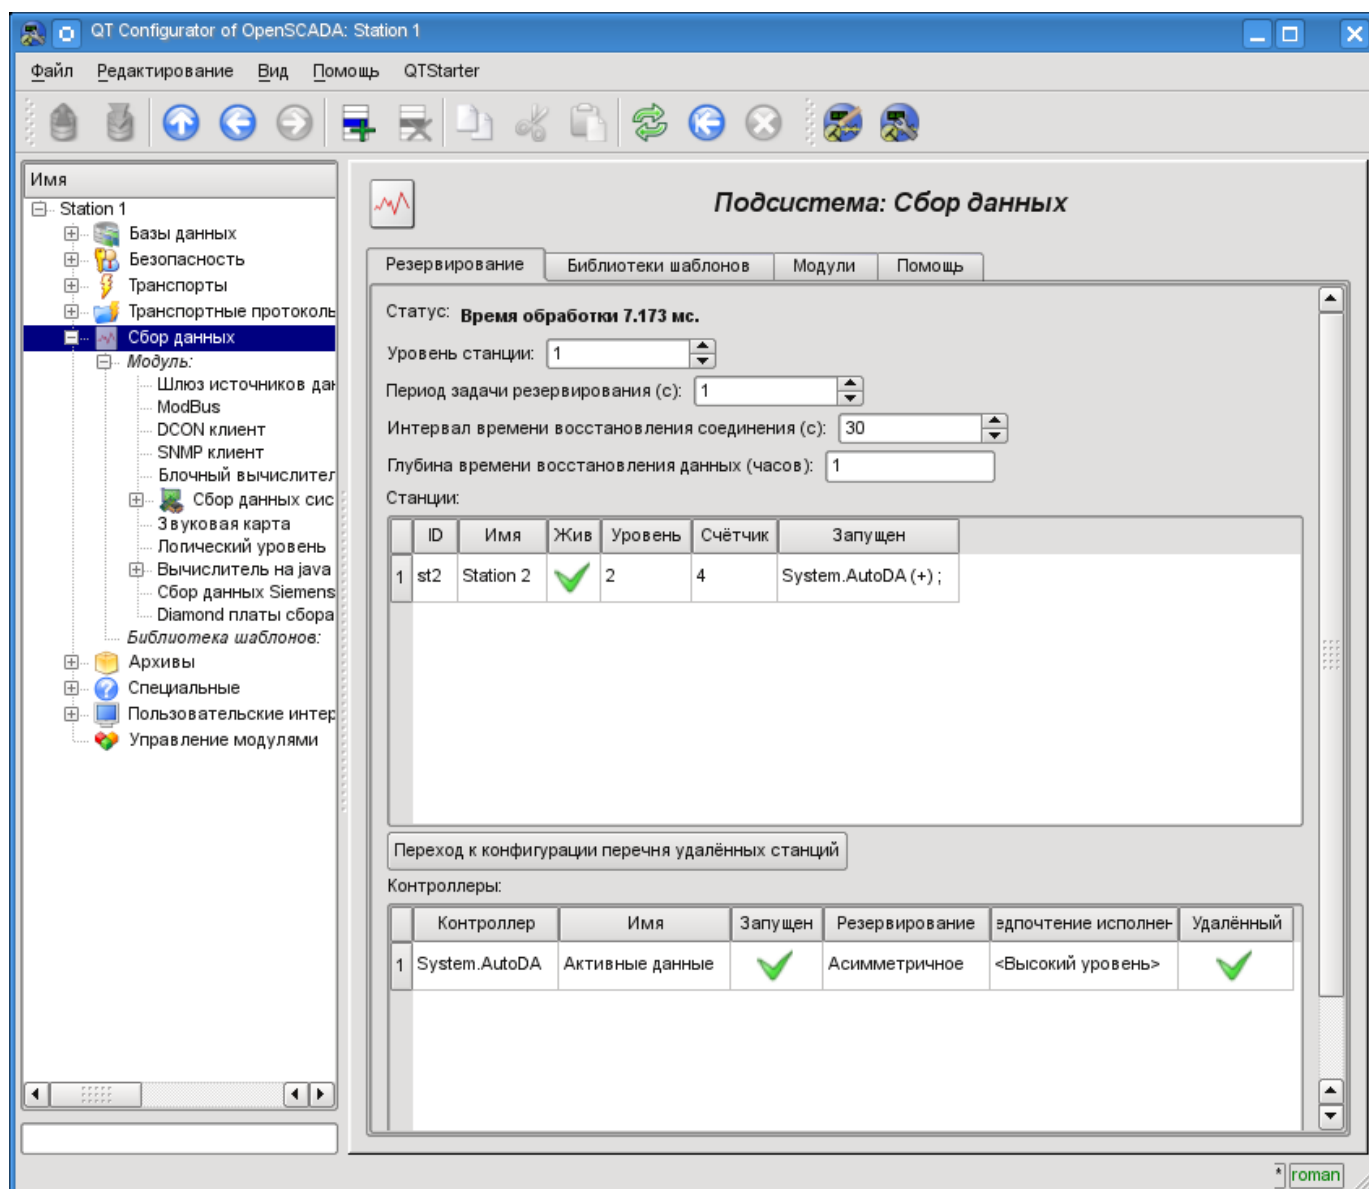 QT Configurator of OpenSCADA: Station 1
Файл Редактирование Вид Помощь QTStarter
Имя
Station 1
Базы данных
Безопасность
Транспорты
Транспортные протоколы
Сбор данных
Модуль:
Шлюз источников дан
ModBus
DCON клиент
SNMP клиент
Блочный вычислител
Сбор данных сис
Звуковая карта
Логический уровень
Вычислитель на java
Сбор данных Siemens
Diamond платы сбора
Библиотека шаблонов:
Архивы
Специальные
Пользовательские интер
Управление модулями
Подсистема: Сбор данных
Резервирование Библиотеки шаблонов Модули Помощь
Статус: Время обработки 7.173 мс.
Уровень станции: 1
Период задачи резервирования (с): 1
Интервал времени восстановления соединения (с): 30
Глубина времени восстановления данных (часов): 1
Станции:
ID Имя Жив Уровень Счётчик Запущен
1 st2 Station 2 2 4 System.AutoDA (+) ;
Переход к конфигурации перечня удалённых станций
Контроллеры:
Контроллер Имя Запущен Резервирование едпочтение исполнен Удалённый
1 System.AutoDA Активные данные Асимметричное <Высокий уровень>
* roman